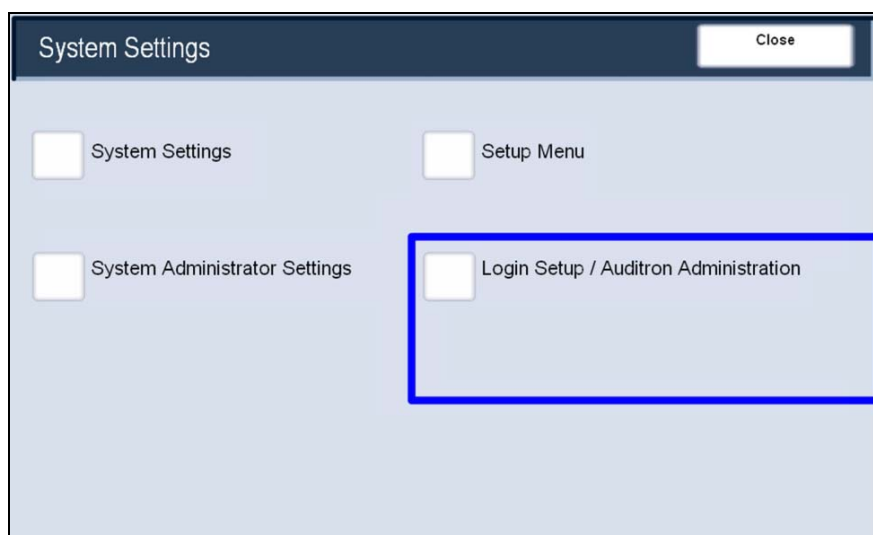 System Settings
Close
System Settings
Setup Menu
System Administrator Settings
Login Setup / Auditron Administration